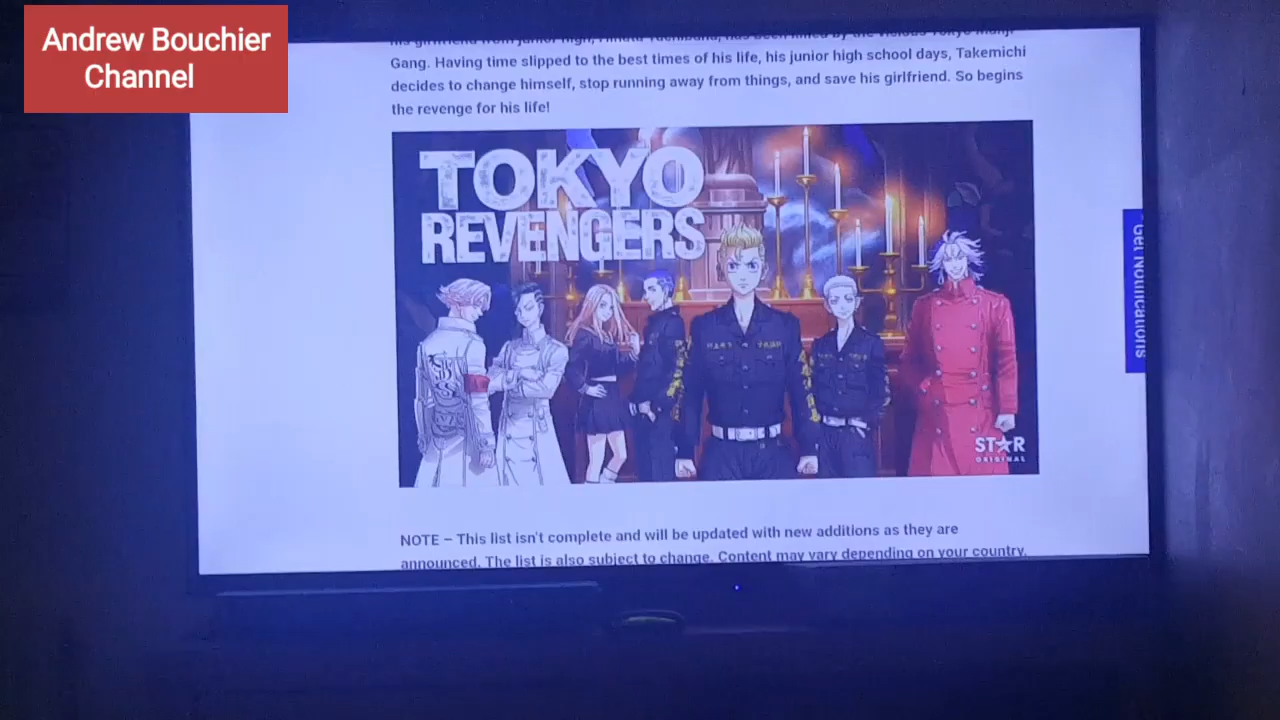 Andrew Bouchier
Channel
Gang. Having time slipped to the best times of his life, his junior high school days, Takemichi
decides to change himself, stop running away from things, and save his girlfriend. So begins
the revenge for his life!
TOKYO
REVENGERS
STAR
ORIGINAL
Get Notifications
NOTE – This list isn't complete and will be updated with new additions as they are
announced. The list is also subject to change. Content may vary depending on your country.